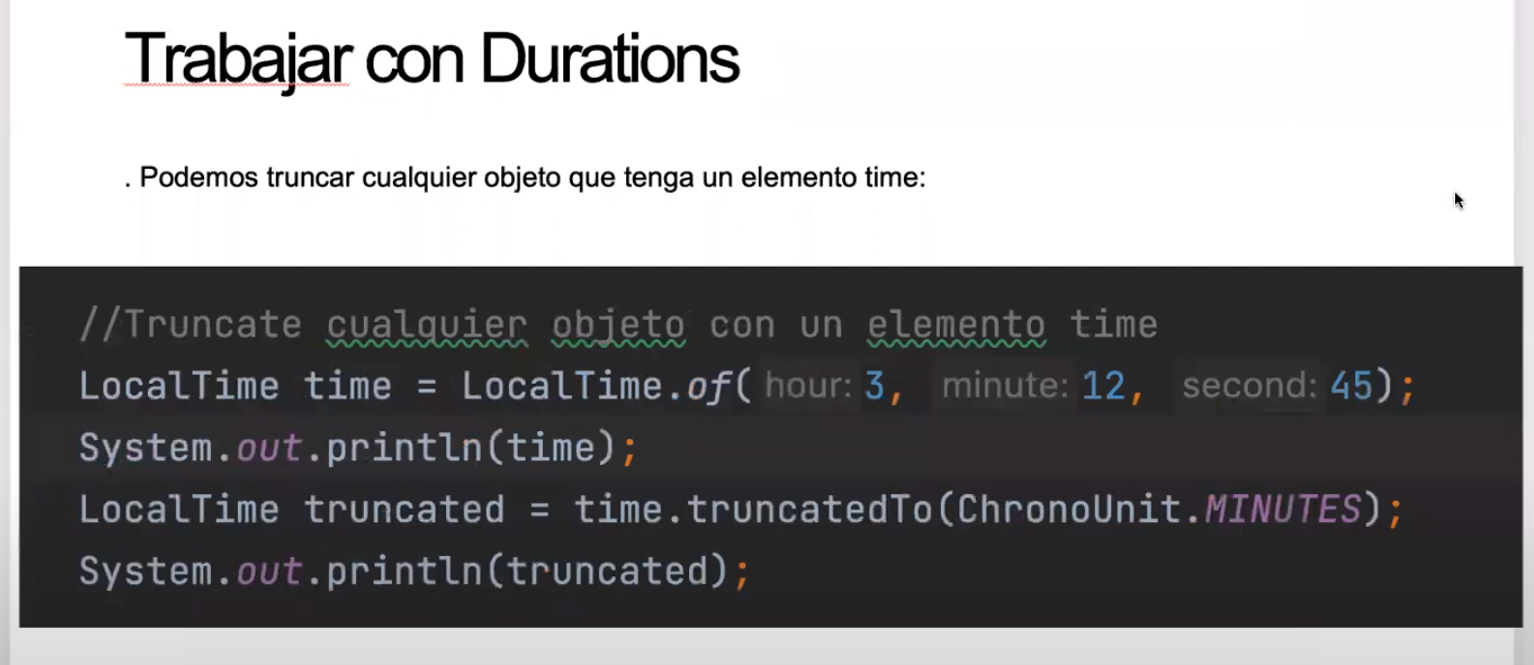 Trabajar con Durations
. Podemos truncar cualquier objeto que tenga un elemento time:
//Truncate cualquier objeto con un elemento time
LocalTime time = LocalTime.of( hour: 3, minute: 12, second: 45);
System.out.println(time);
LocalTime truncated = time.truncatedTo(ChronoUnit.MINUTES);
System.out.println(truncated);